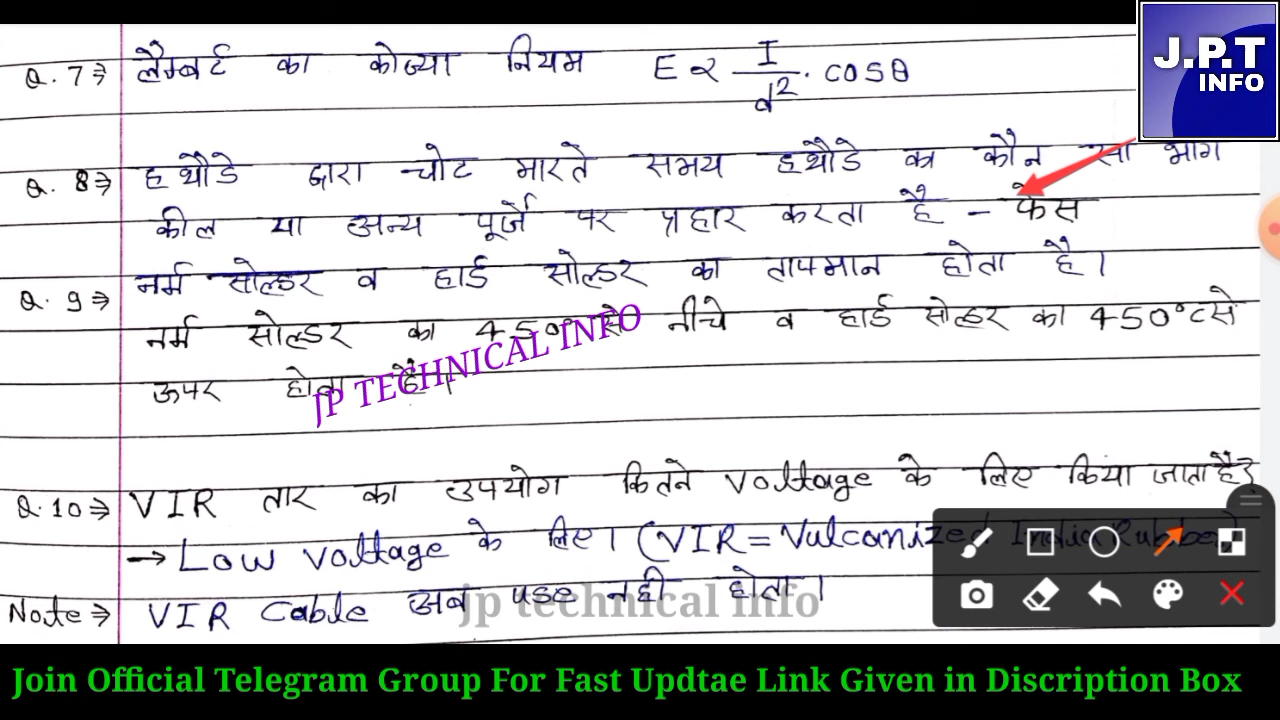 J.P.T
INFO
Q.7⇒ लैम्बर्ट का कोज्या नियम E ∝ I/d² · COSθ
Q.8⇒ हथौडे द्वारा चोट मारते समय हथौडे का कौन सा भाग
कील या अन्य पूर्जे पर प्रहार करता है – फेस
Q.9⇒ नर्म सोल्डर व हार्ड सोल्डर का तापमान होता है।
नर्म सोल्डर का 450° से नीचे व हार्ड सोल्डर का 450°C से
ऊपर होता है।
JP TECHNICAL INFO
Q.10⇒ VIR तार का उपयोग कितने Voltage के लिए किया जाता है?
→ Low Voltage के लिए। (VIR = Vulcanized India Rubber)
Note⇒ VIR Cable अब use नही होता।
jp technical info
Join Official Telegram Group For Fast Updtae Link Given in Discription Box